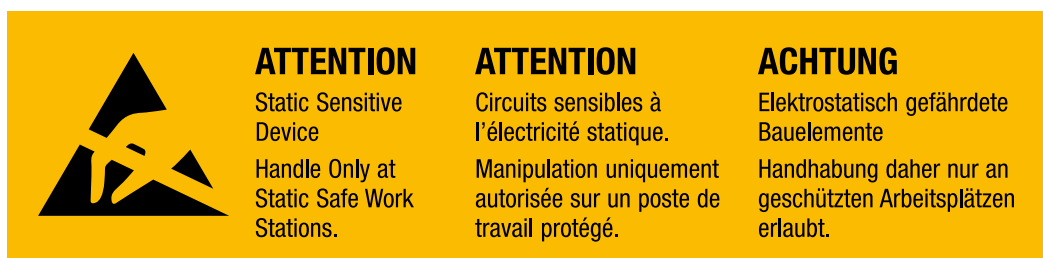 ATTENTION
Static Sensitive
Device
Handle Only at
Static Safe Work
Stations.
ATTENTION
Circuits sensibles à
l'électricité statique.
Manipulation uniquement
autorisée sur un poste de
travail protégé.
ACHTUNG
Elektrostatisch gefährdete
Bauelemente
Handhabung daher nur an
geschützten Arbeitsplätzen
erlaubt.